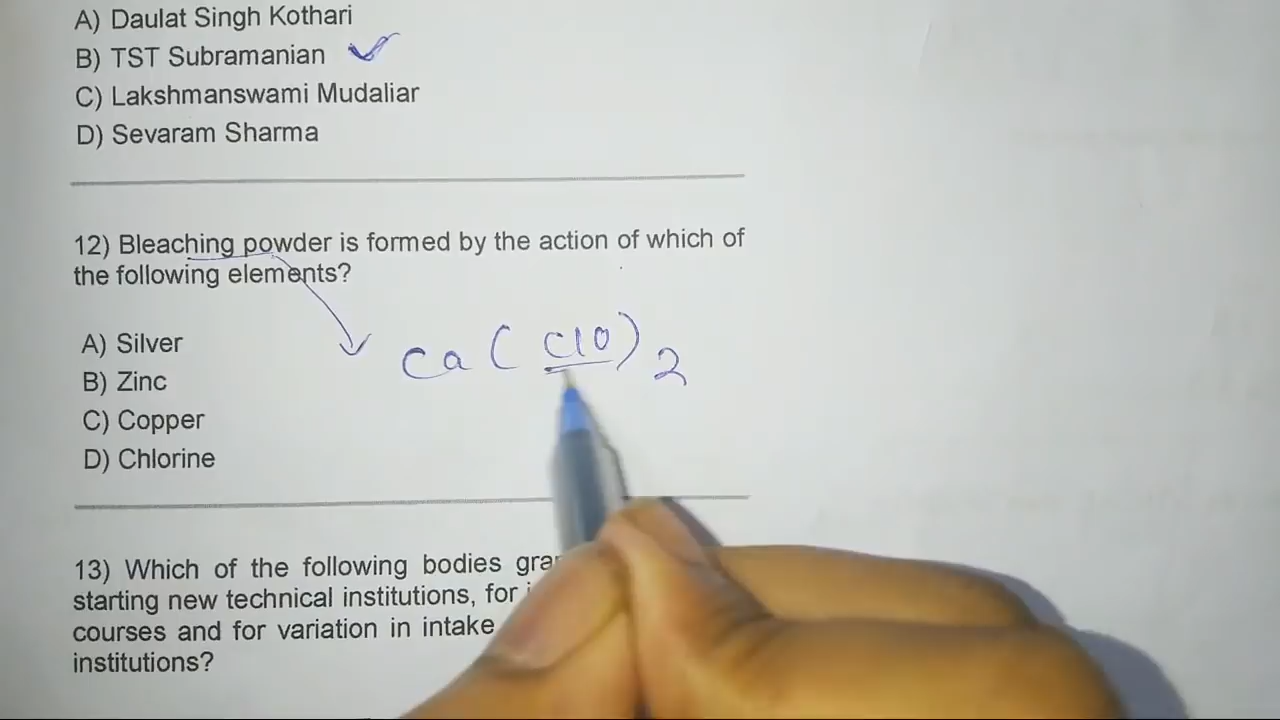 A) Daulat Singh Kothari
B) TST Subramanian
C) Lakshmanswami Mudaliar
D) Sevaram Sharma
12) Bleaching powder is formed by the action of which of
the following elements?
A) Silver
Ca(ClO)2
B) Zinc
C) Copper
D) Chlorine
13) Which of the following bodies
starting new technical institutions, for
courses and for variation in intake
institutions?